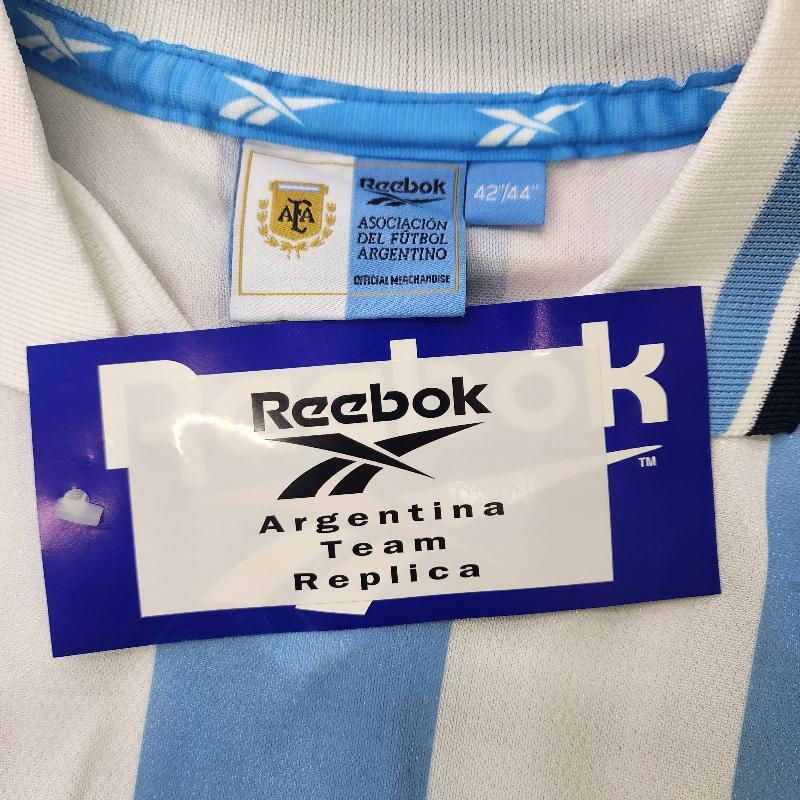 AFA
Reebok
ASOCIACIÓN
DEL FÚTBOL
ARGENTINO
OFFICIAL MERCHANDISE
42"/44"
Reebok
TM
Reebok
Argentina
Team
Replica